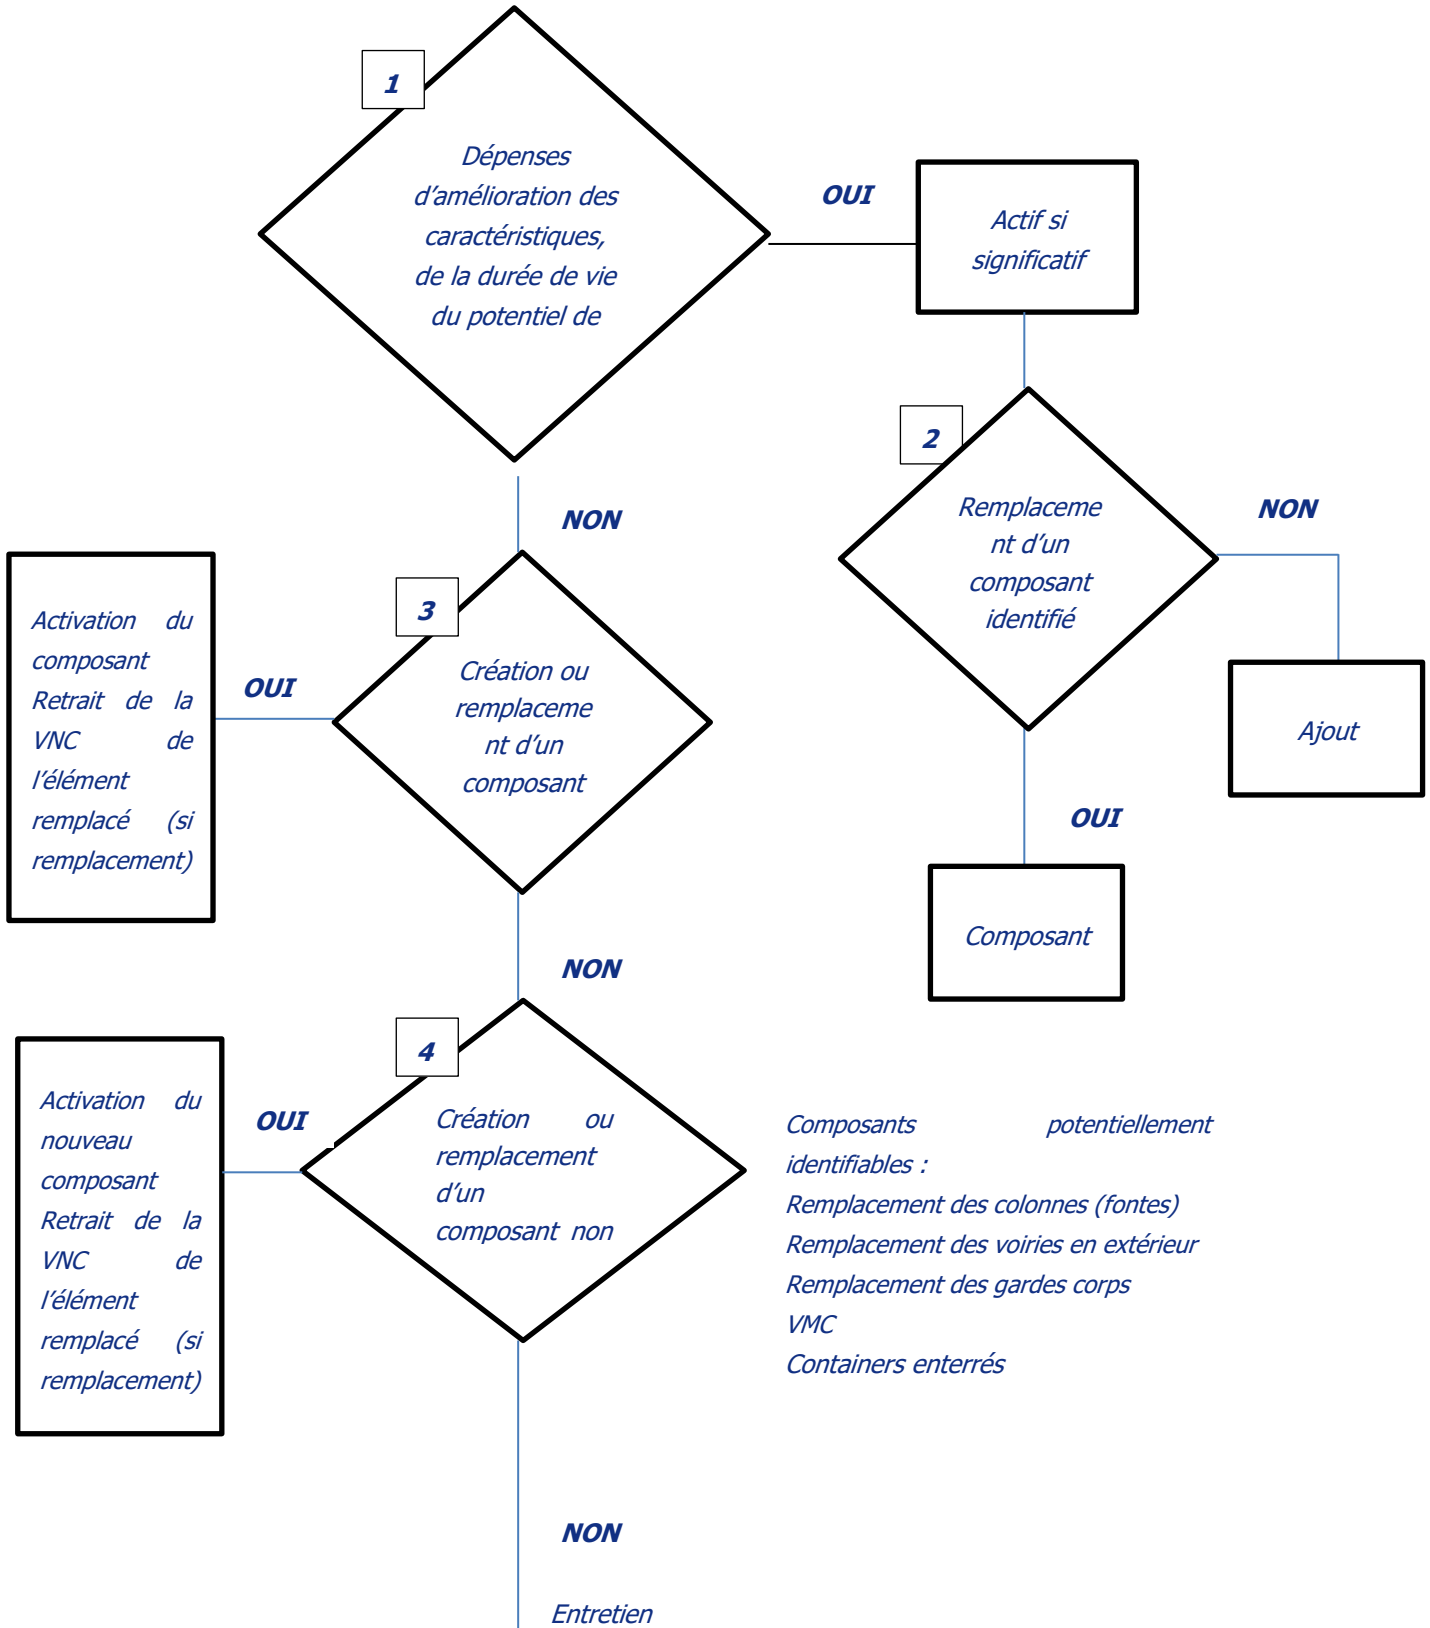 1
Dépenses
d'amélioration des
caractéristiques,
de la durée de vie
du potentiel de
OUI
Actif si
significatif
2
Remplaceme
nt d'un
composant
identifié
NON
Ajout
OUI
Composant
NON
3
Création ou
remplaceme
nt d'un
composant
OUI
Activation du
composant
Retrait de la
VNC de
l'élément
remplacé (si
remplacement)
NON
4
Création ou
remplacement
d'un
composant non
OUI
Activation du
nouveau
composant
Retrait de la
VNC de
l'élément
remplacé (si
remplacement)
Composants potentiellement
identifiables :
Remplacement des colonnes (fontes)
Remplacement des voiries en extérieur
Remplacement des gardes corps
VMC
Containers enterrés
NON
Entretien